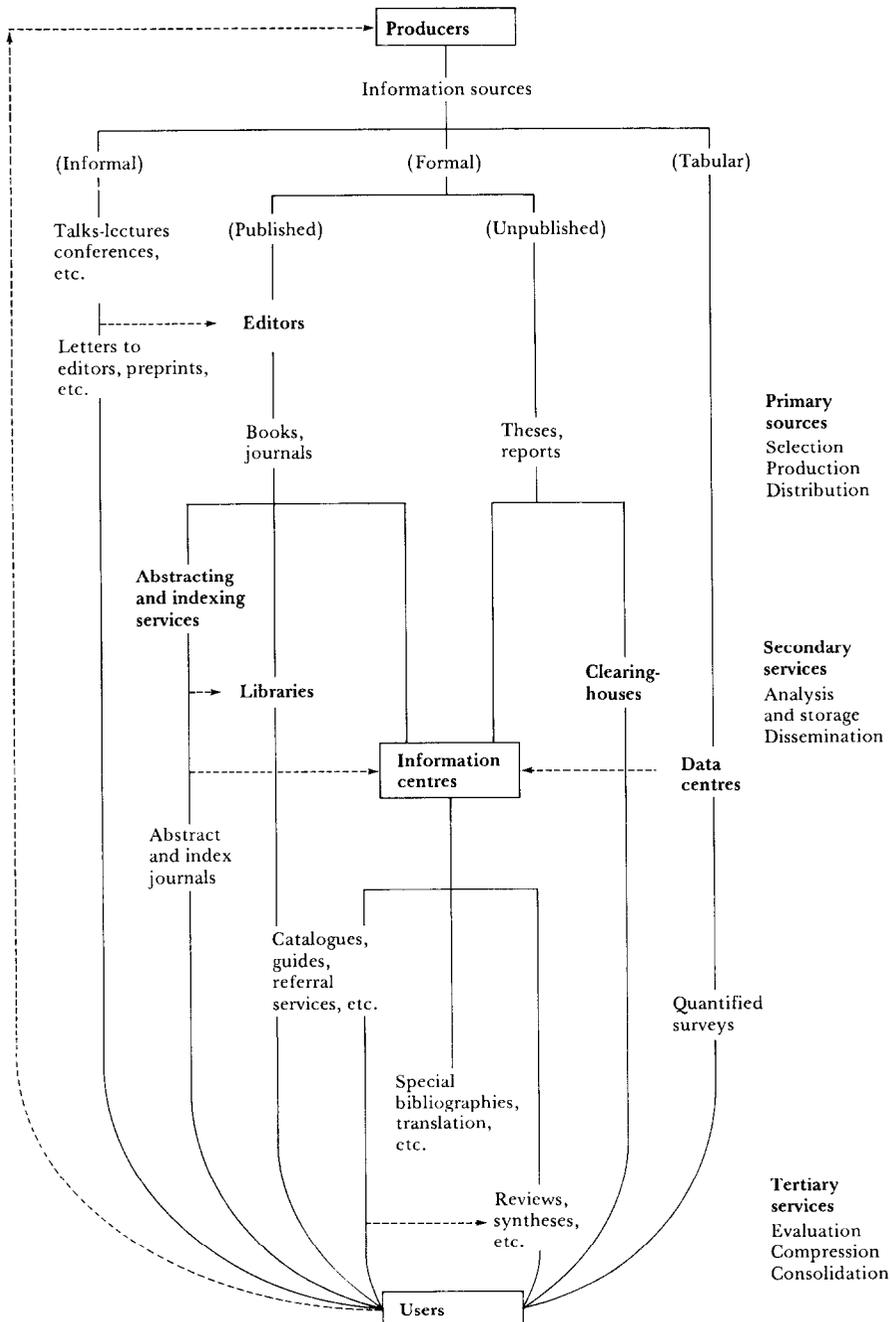 Producers
Information sources
(Informal)
(Formal)
(Tabular)
Talks-lectures
conferences,
etc.
(Published)
(Unpublished)
Editors
Letters to
editors, preprints,
etc.
Books,
journals
Theses,
reports
Primary
sources
Selection
Production
Distribution
Abstracting
and indexing
services
Libraries
Clearing-
houses
Secondary
services
Analysis
and storage
Dissemination
Information
centres
Data
centres
Abstract
and index
journals
Catalogues,
guides,
referral
services, etc.
Quantified
surveys
Special
bibliographies,
translation,
etc.
Reviews,
syntheses,
etc.
Tertiary
services
Evaluation
Compression
Consolidation
Users